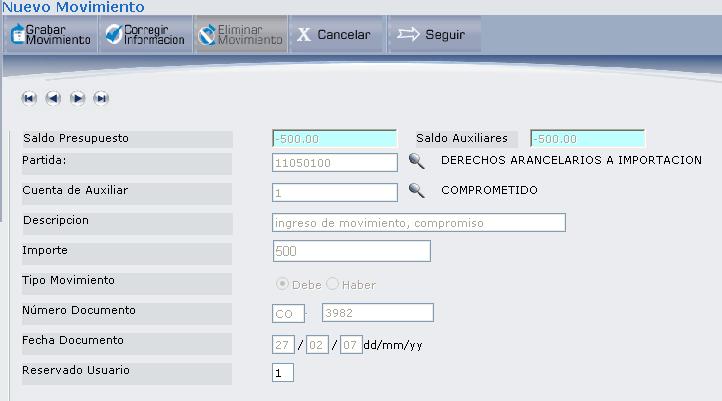 Nuevo Movimiento
Grabar Movimiento Corregir Informacion Eliminar Movimiento X Cancelar Seguir
Saldo Presupuesto -500.00 Saldo Auxiliares -500.00
Partida: 11050100 DERECHOS ARANCELARIOS A IMPORTACION
Cuenta de Auxiliar 1 COMPROMETIDO
Descripcion ingreso de movimiento, compromiso
Importe 500
Tipo Movimiento Debe Haber
Número Documento CO - 3982
Fecha Documento 27 / 02 / 07 dd/mm/yy
Reservado Usuario 1